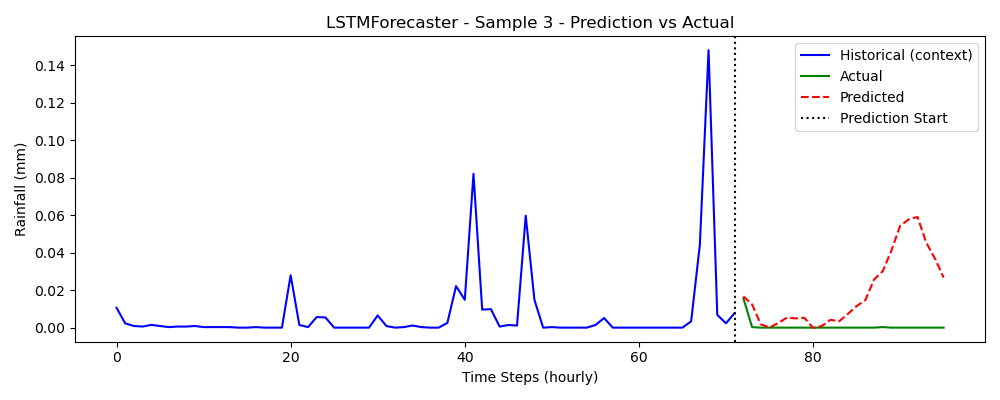 LSTMForecaster - Sample 3 - Prediction vs Actual
Historical (context)
Actual
Predicted
Prediction Start
Rainfall (mm)
0.14
0.12
0.10
0.08
0.06
0.04
0.02
0.00
0 20 40 60 80
Time Steps (hourly)